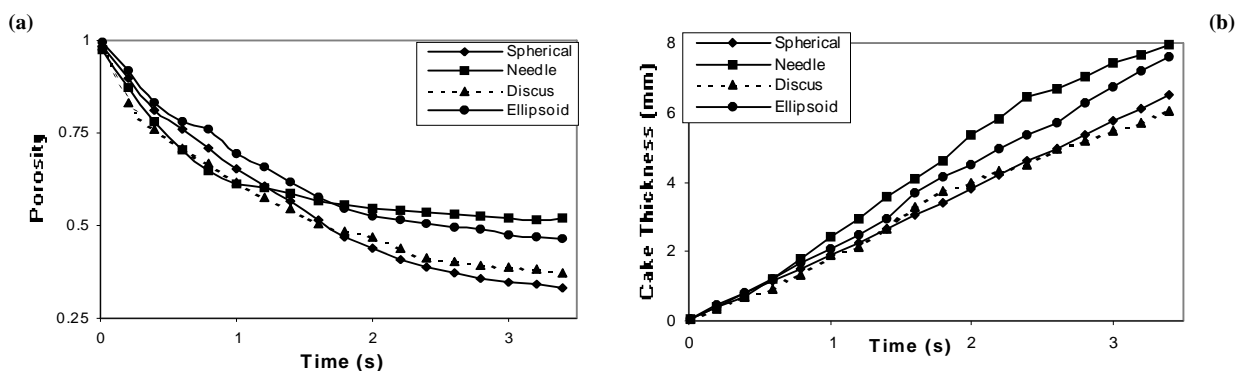 (a)
1
0.75
0.5
0.25
Porosity
0
1
2
3
Time (s)
Spherical
Needle
Discus
Ellipsoid
(b)
8
6
4
2
0
Cake Thickness [mm)
1
2
3
Time (s)
Spherical
Needle
Discus
Ellipsoid